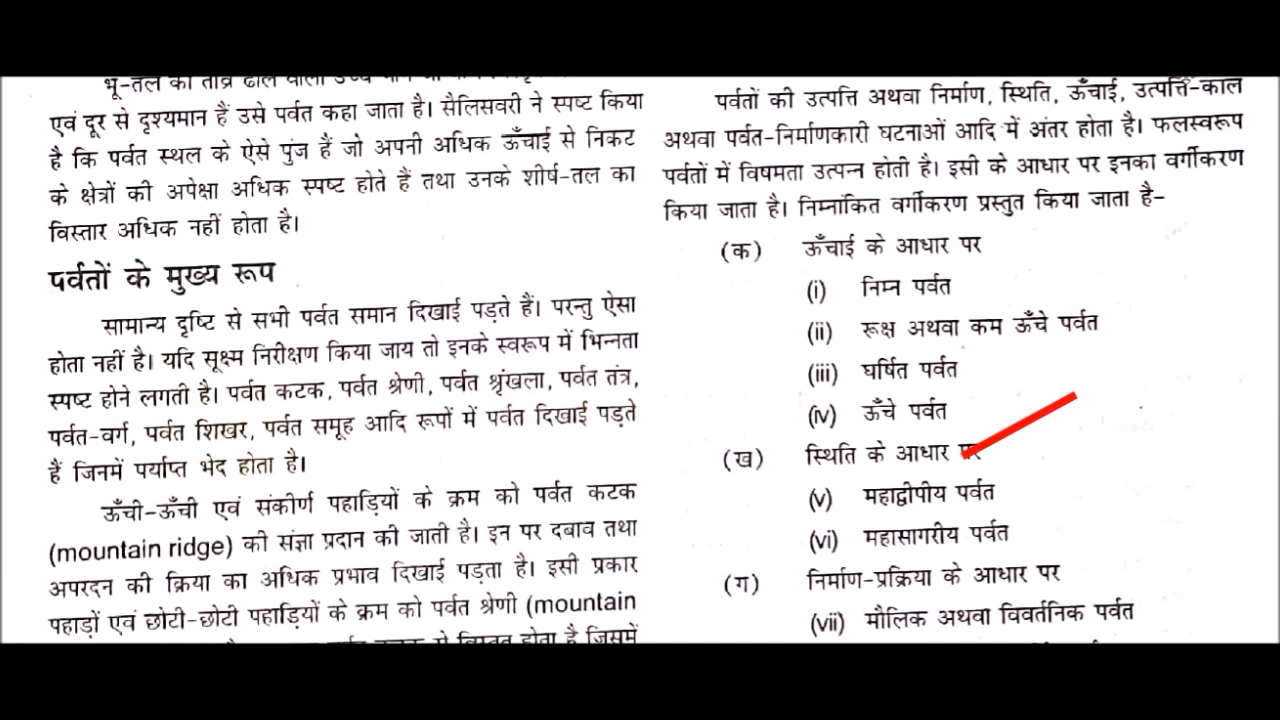 भू-तल का तीव्र ढाल वाला उच्च
एवं दूर से दृश्यमान हैं उसे पर्वत कहा जाता है। सैलिसवरी ने स्पष्ट किया
है कि पर्वत स्थल के ऐसे पुंज हैं जो अपनी अधिक ऊँचाई से निकट
के क्षेत्रों की अपेक्षा अधिक स्पष्ट होते हैं तथा उनके शीर्ष-तल का
विस्तार अधिक नहीं होता है।
पर्वतों के मुख्य रूप
सामान्य दृष्टि से सभी पर्वत समान दिखाई पड़ते हैं। परन्तु ऐसा
होता नहीं है। यदि सूक्ष्म निरीक्षण किया जाय तो इनके स्वरूप में भिन्नता
स्पष्ट होने लगती है। पर्वत कटक, पर्वत श्रेणी, पर्वत श्रृंखला, पर्वत तंत्र,
पर्वत-वर्ग, पर्वत शिखर, पर्वत समूह आदि रूपों में पर्वत दिखाई पड़ते
हैं जिनमें पर्याप्त भेद होता है।
ऊँची-ऊँची एवं संकीर्ण पहाड़ियों के क्रम को पर्वत कटक
(mountain ridge) की संज्ञा प्रदान की जाती है। इन पर दबाव तथा
अपरदन की क्रिया का अधिक प्रभाव दिखाई पड़ता है। इसी प्रकार
पहाड़ों एवं छोटी-छोटी पहाड़ियों के क्रम को पर्वत श्रेणी (mountain
कटक से विस्तृत होता है जिसमें
पर्वतों की उत्पत्ति अथवा निर्माण, स्थिति, ऊँचाई, उत्पत्ति-काल
अथवा पर्वत-निर्माणकारी घटनाओं आदि में अंतर होता है। फलस्वरूप
पर्वतों में विषमता उत्पन्न होती है। इसी के आधार पर इनका वर्गीकरण
किया जाता है। निम्नांकित वर्गीकरण प्रस्तुत किया जाता है-
(क) ऊँचाई के आधार पर
(i) निम्न पर्वत
(ii) रूक्ष अथवा कम ऊँचे पर्वत
(iii) घर्षित पर्वत
(iv) ऊँचे पर्वत
(ख) स्थिति के आधार पर
(v) महाद्वीपीय पर्वत
(vi) महासागरीय पर्वत
(ग) निर्माण-प्रक्रिया के आधार पर
(vii) मौलिक अथवा विवर्तनिक पर्वत